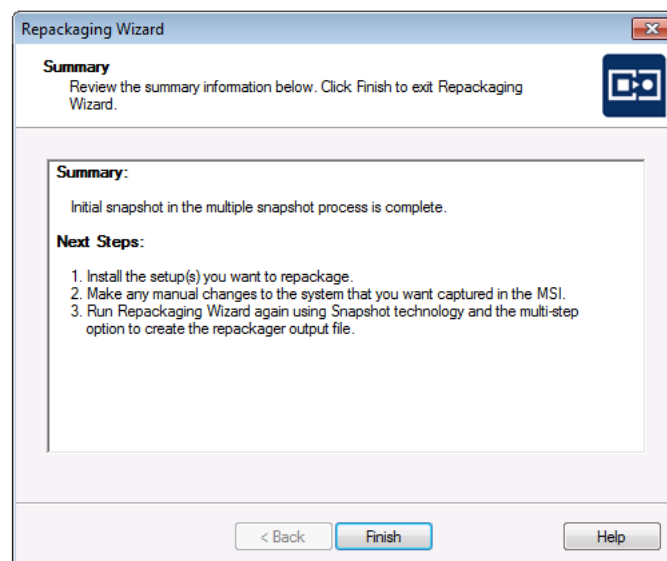 Repackaging Wizard
Summary
Review the summary information below. Click Finish to exit Repackaging
Wizard.
Summary:
Initial snapshot in the multiple snapshot process is complete.
Next Steps:
1. Install the setup(s) you want to repackage.
2. Make any manual changes to the system that you want captured in the MSI.
3. Run Repackaging Wizard again using Snapshot technology and the multi-step
option to create the repackager output file.
< Back
Finish
Help